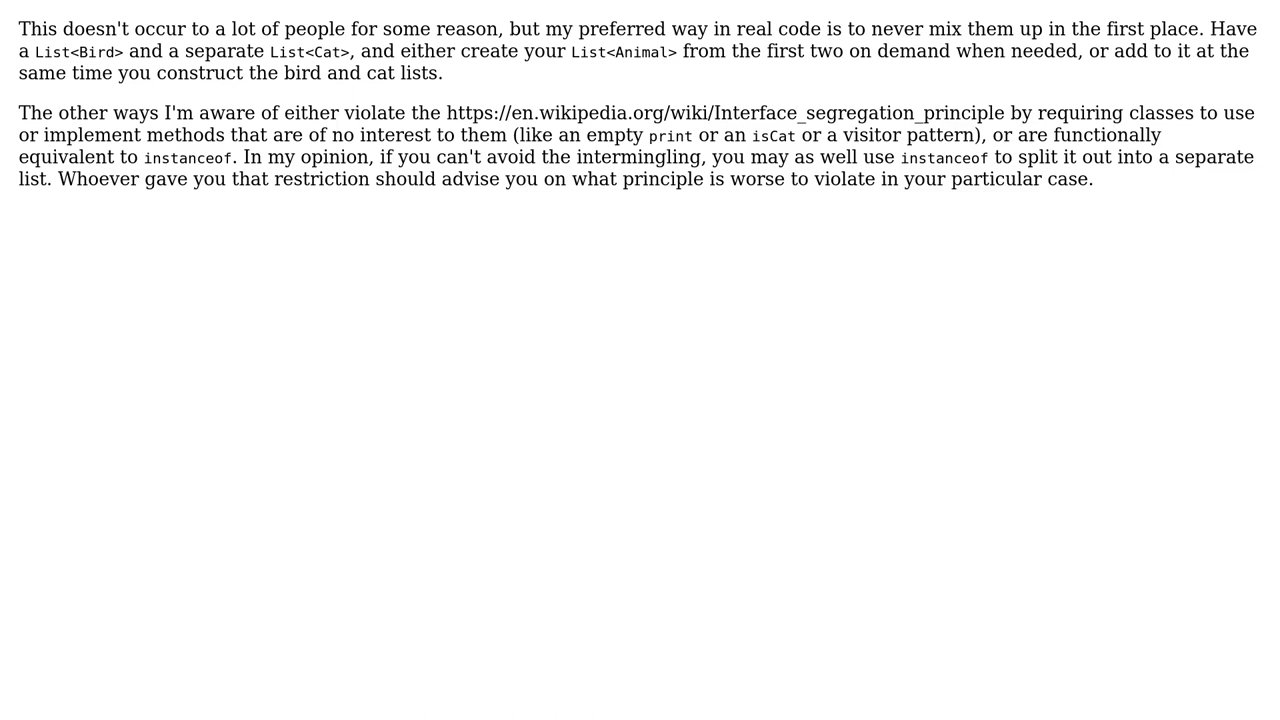 This doesn't occur to a lot of people for some reason, but my preferred way in real code is to never mix them up in the first place. Have
a List<Bird> and a separate List<Cat>, and either create your List<Animal> from the first two on demand when needed, or add to it at the
same time you construct the bird and cat lists.
The other ways I'm aware of either violate the https://en.wikipedia.org/wiki/Interface_segregation_principle by requiring classes to use
or implement methods that are of no interest to them (like an empty print or an isCat or a visitor pattern), or are functionally
equivalent to instanceof. In my opinion, if you can't avoid the intermingling, you may as well use instanceof to split it out into a separate
list. Whoever gave you that restriction should advise you on what principle is worse to violate in your particular case.